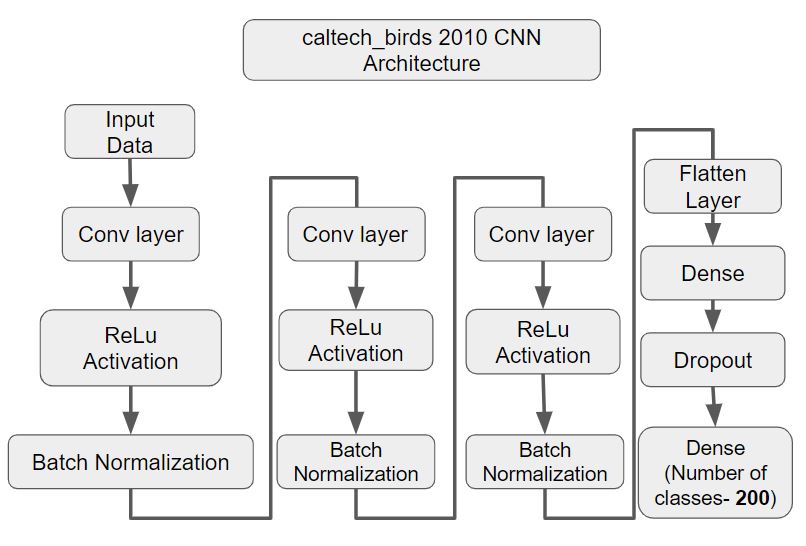 caltech_birds 2010 CNN
Architecture
Input
Data
Conv layer
ReLu
Activation
Batch Normalization
Conv layer
ReLu
Activation
Batch
Normalization
Conv layer
ReLu
Activation
Batch
Normalization
Flatten
Layer
Dense
Dropout
Dense
(Number of
classes- 200)